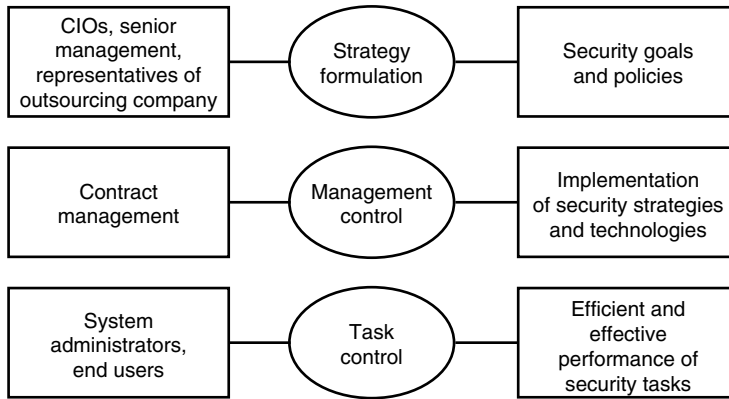 CIOs, senior
management,
representatives of
outsourcing company
Strategy
formulation
Security goals
and policies
Contract
management
Management
control
Implementation
of security strategies
and technologies
System
administrators,
end users
Task
control
Efficient and
effective
performance of
security tasks